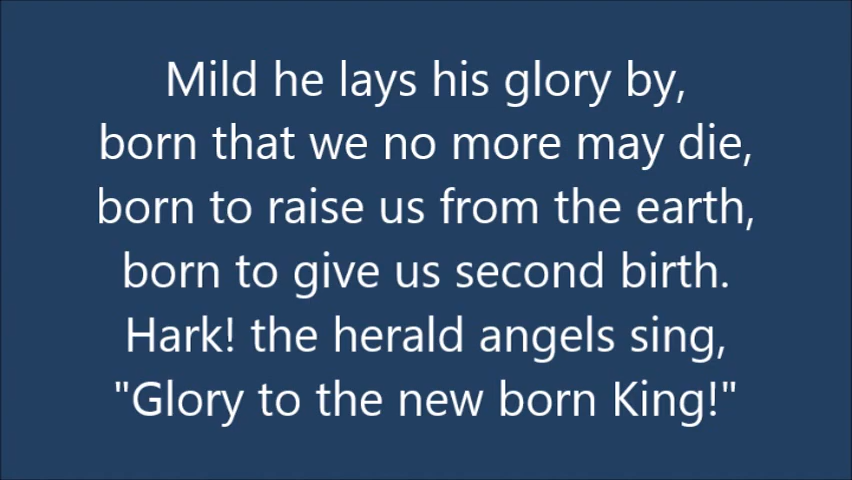 Mild he lays his glory by,
born that we no more may die,
born to raise us from the earth,
born to give us second birth.
Hark! the herald angels sing,
"Glory to the new born King!"